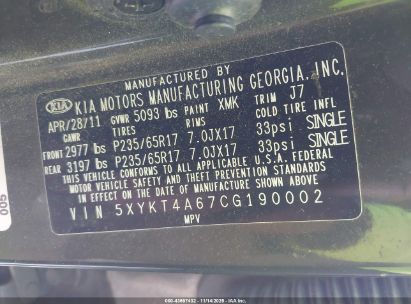 MANUFACTURED BY
KIA KIA MOTORS MANUFACTURING GEORGIA, INC.
APR/28/11 GVWR 5093 lbs PAINT XMK TRIM J7
GAWR TIRES RIMS COLD TIRE INFL
FRONT 2977 lbs P235/65R17 7.0JX17 33psi SINGLE
REAR 3197 lbs P235/65R17 7.0JX17 33psi SINGLE
THIS VEHICLE CONFORMS TO ALL APPLICABLE U.S.A. FEDERAL
MOTOR VEHICLE SAFETY STANDARDS IN EFFECT ON THE DATE OF
MANUFACTURE SHOWN ABOVE.
VIN 5XYKT4A67CG190002
MPV
005